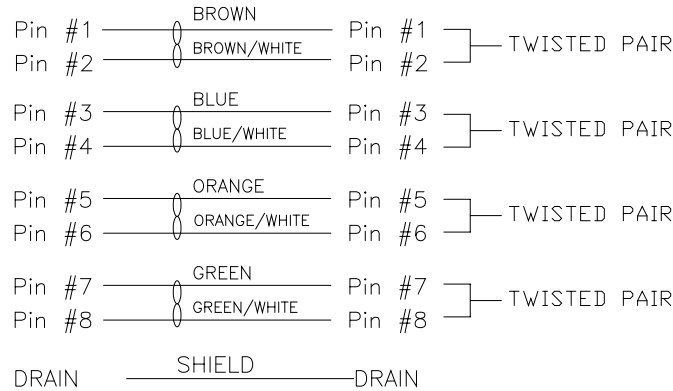 BROWN
Pin #1 Pin #1
BROWN/WHITE
Pin #2 Pin #2
TWISTED PAIR
BLUE
Pin #3 Pin #3
BLUE/WHITE
Pin #4 Pin #4
TWISTED PAIR
ORANGE
Pin #5 Pin #5
ORANGE/WHITE
Pin #6 Pin #6
TWISTED PAIR
GREEN
Pin #7 Pin #7
GREEN/WHITE
Pin #8 Pin #8
TWISTED PAIR
SHIELD
DRAIN DRAIN